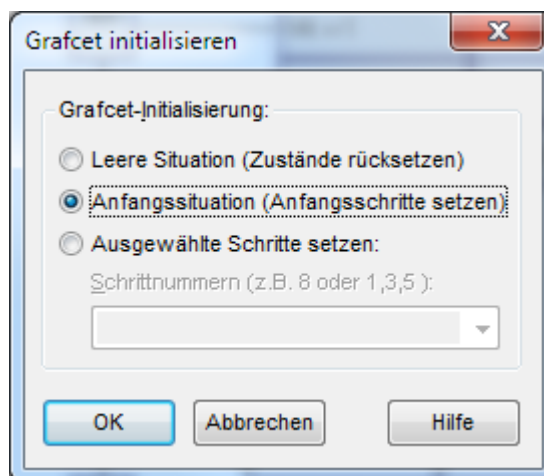 Grafcet initialisieren
Grafcet-Initialisierung:
Leere Situation (Zustände rücksetzen)
Anfangssituation (Anfangsschritte setzen)
Ausgewählte Schritte setzen:
Schrittnummern (z.B. 8 oder 1,3,5 ):
OK
Abbrechen
Hilfe